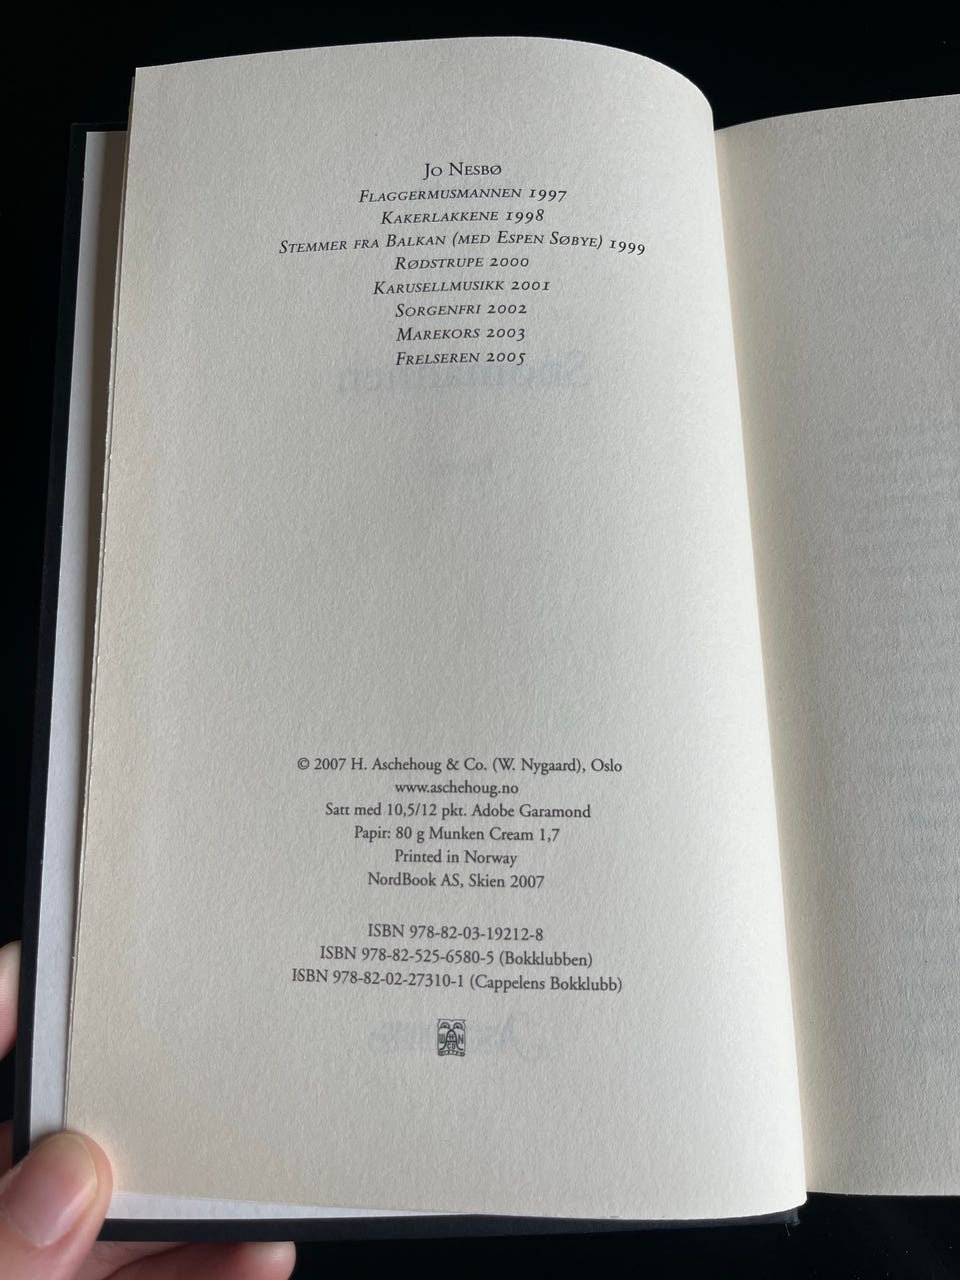 Jo Nesbø
Flaggermusmannen 1997
Kakerlakkene 1998
Stemmer fra Balkan (med Espen Søbye) 1999
Rødstrupe 2000
Karusellmusikk 2001
Sorgenfri 2002
Marekors 2003
Frelseren 2005
© 2007 H. Aschehoug & Co. (W. Nygaard), Oslo
www.aschehoug.no
Satt med 10,5/12 pkt. Adobe Garamond
Papir: 80 g Munken Cream 1,7
Printed in Norway
NordBook AS, Skien 2007
ISBN 978-82-03-19212-8
ISBN 978-82-525-6580-5 (Bokklubben)
ISBN 978-82-02-27310-1 (Cappelens Bokklubb)